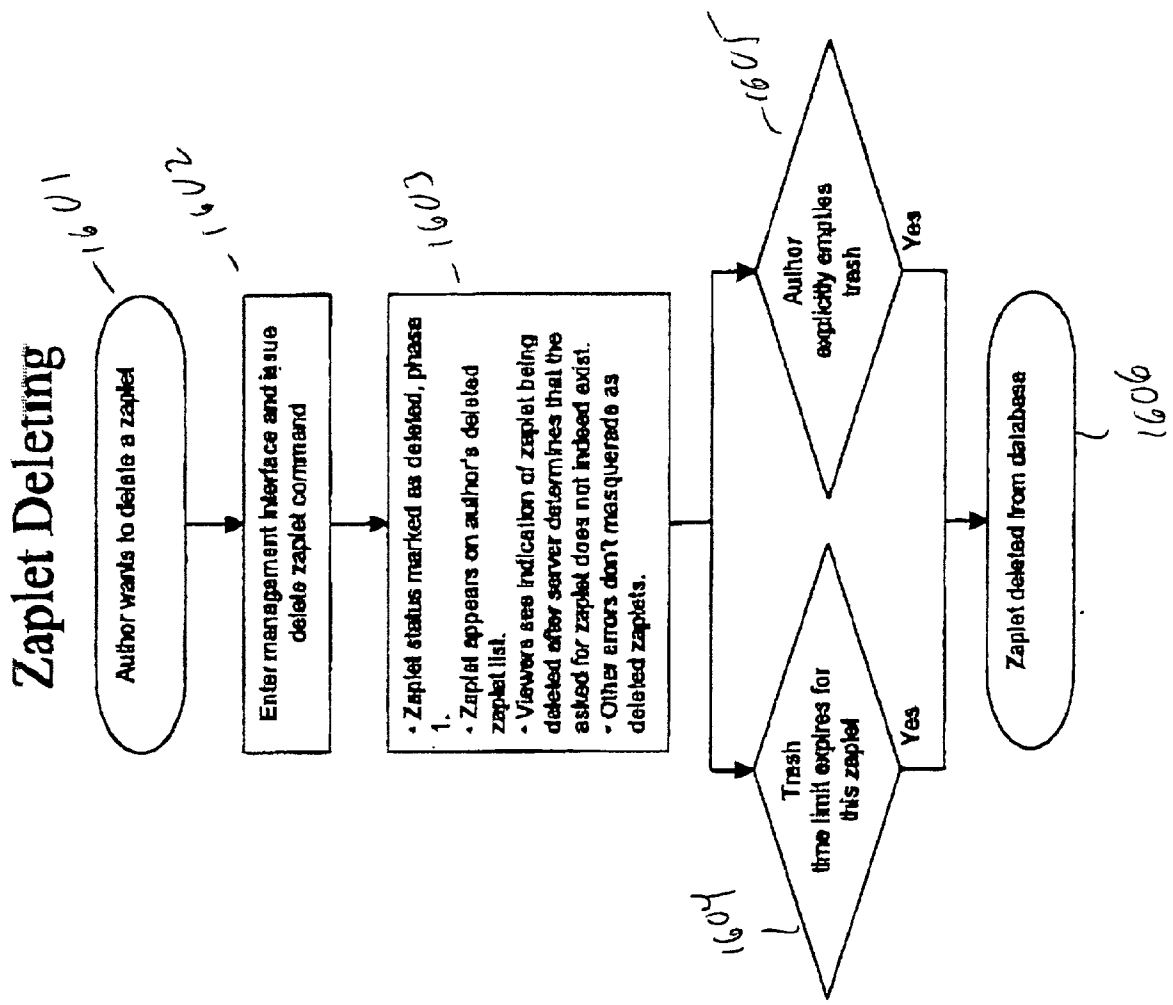 Zaplet Deleting
Author wants to delete a zaplet
1601
Enter management interface and issue
delete zaplet command
1602
• Zaplet status marked as deleted, phase
1.
• Zaplet appears on author's deleted
zaplet list.
• Viewers see indication of zaplet being
deleted after server determines that the
asked for zaplet does not indeed exist.
• Other errors don't masquerade as
deleted zaplets.
1603
Trash
time limit expires for
this zaplet
Yes
1604
Author
explicitly empties
trash
Yes
1605
Zaplet deleted from database
1606